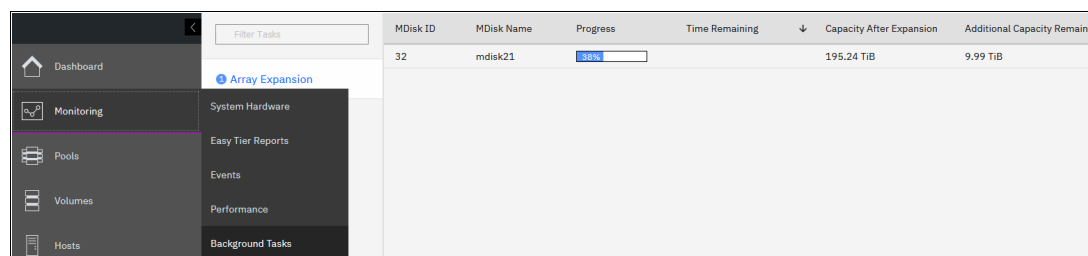 Filter Tasks
MDisk ID MDisk Name Progress Time Remaining ↓ Capacity After Expansion Additional Capacity Remain
32 mdisk21 38% 195.24 TiB 9.99 TiB
Dashboard
1 Array Expansion
Monitoring
System Hardware
Easy Tier Reports
Pools
Events
Volumes
Performance
Hosts
Background Tasks